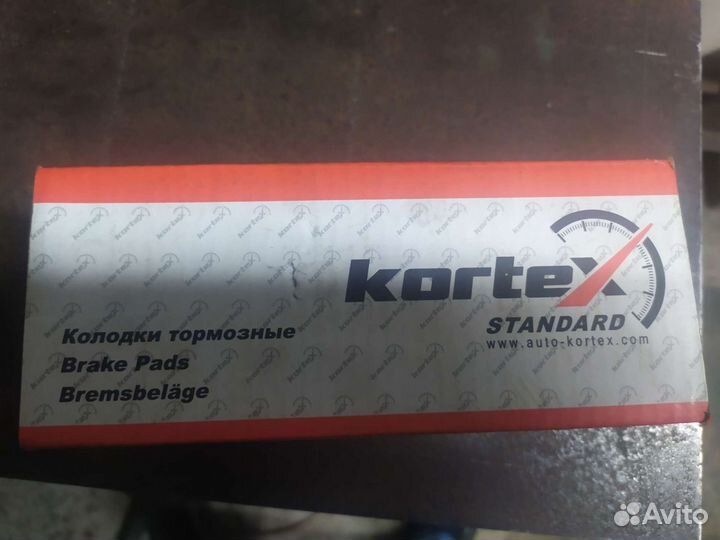 kortex
STANDARD
www.auto-kortex.com
Колодки тормозные
Brake Pads
Bremsbeläge
Avito